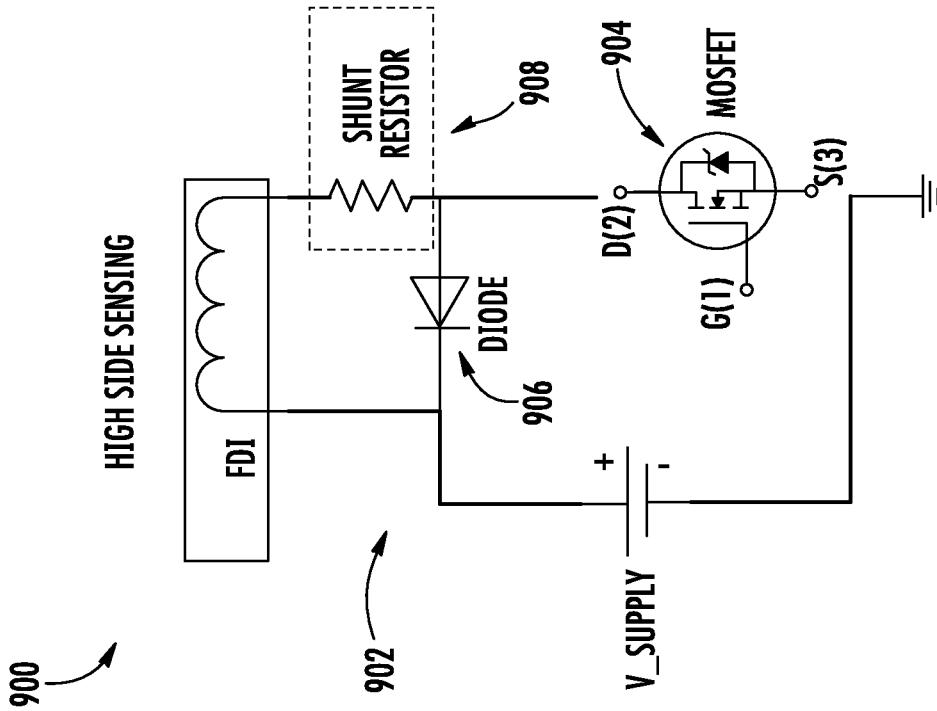 900
HIGH SIDE SENSING
FDI
902
SHUNT
RESISTOR
908
DIODE
906
V_SUPPLY
+
-
904
MOSFET
D(2)
G(1)
S(3)